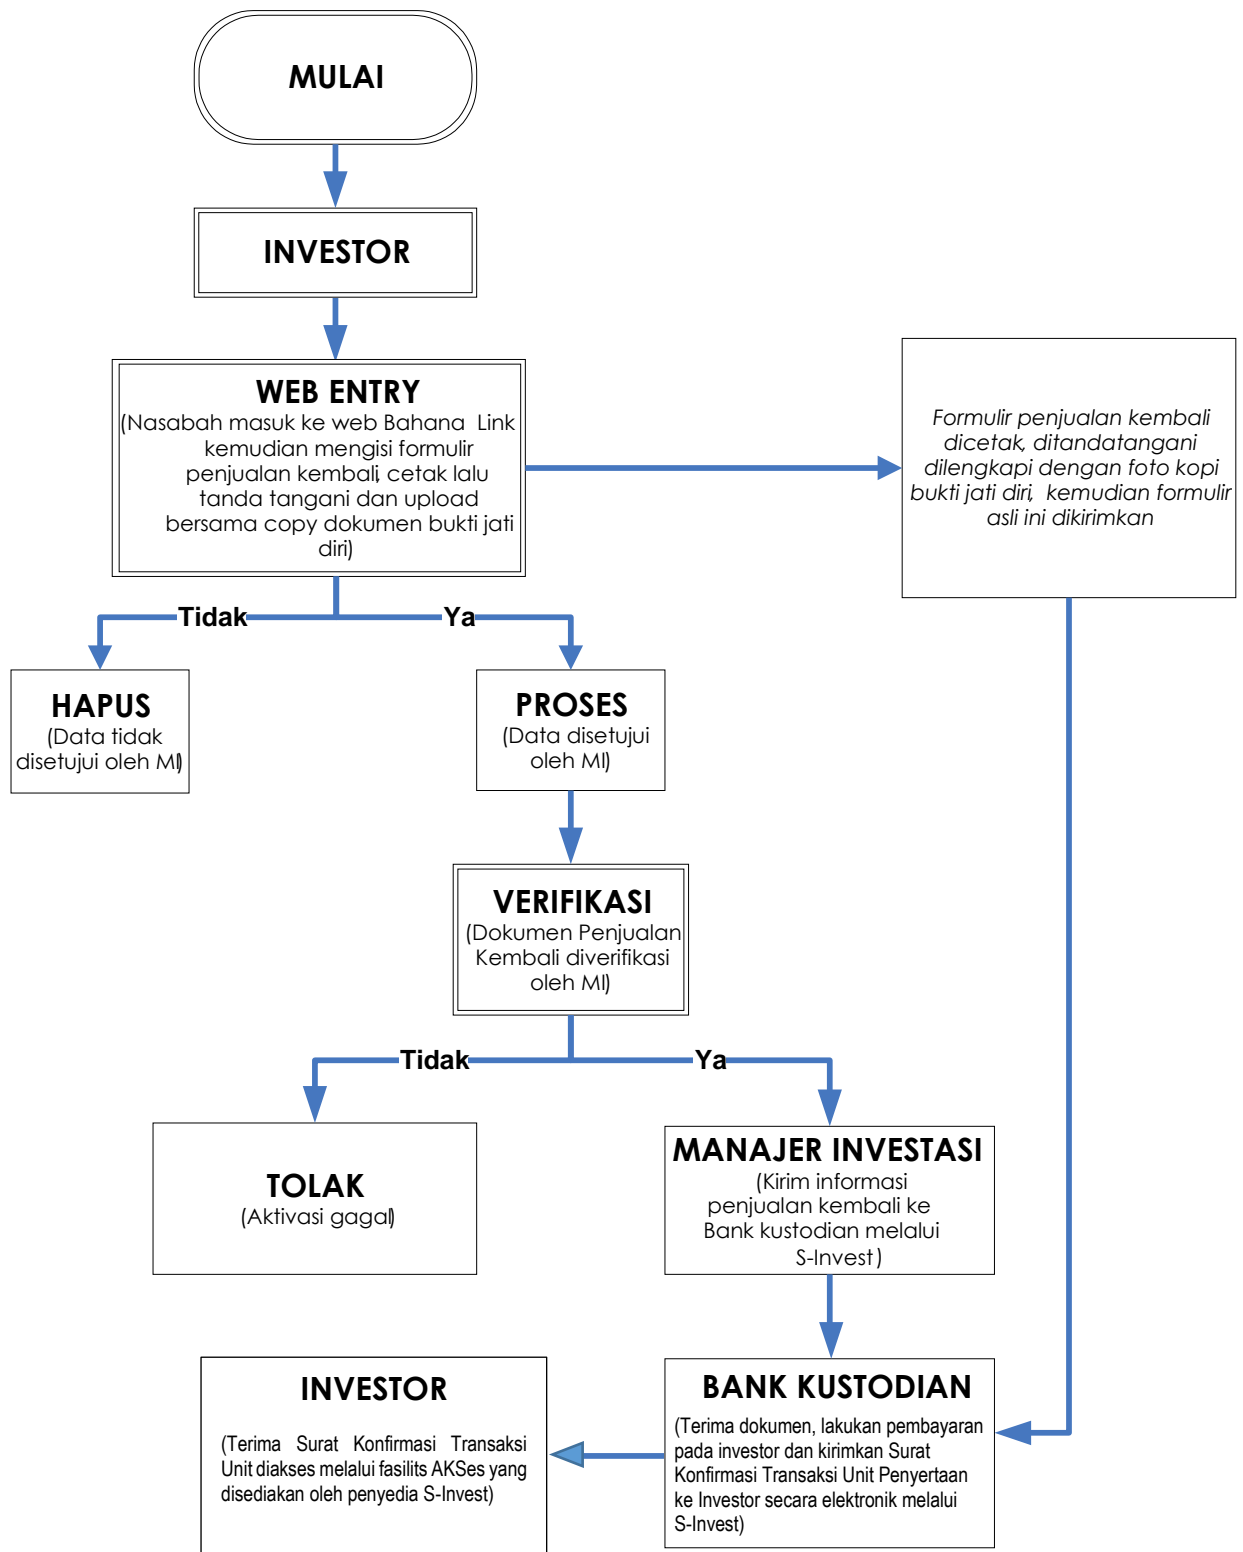 MULAI
INVESTOR
WEB ENTRY
(Nasabah masuk ke web Bahana Link
kemudian mengisi formulir
penjualan kembali, cetak lalu
tanda tangani dan upload
bersama copy dokumen bukti jati
diri)
Formulir penjualan kembali
dicetak, ditandatangani
dilengkapi dengan foto kopi
bukti jati diri, kemudian formulir
asli ini dikirimkan
Tidak
Ya
HAPUS
(Data tidak
disetujui oleh MI)
PROSES
(Data disetujui
oleh MI)
VERIFIKASI
(Dokumen Penjualan
Kembali diverifikasi
oleh MI)
Tidak
Ya
TOLAK
(Aktivasi gagal)
MANAJER INVESTASI
(Kirim informasi
penjualan kembali ke
Bank kustodian melalui
S-Invest)
INVESTOR
(Terima Surat Konfirmasi Transaksi
Unit diakses melalui fasilits AKSes yang
disediakan oleh penyedia S-Invest)
BANK KUSTODIAN
(Terima dokumen, lakukan pembayaran
pada investor dan kirimkan Surat
Konfirmasi Transaksi Unit Penyertaan
ke Investor secara elektronik melalui
S-Invest)